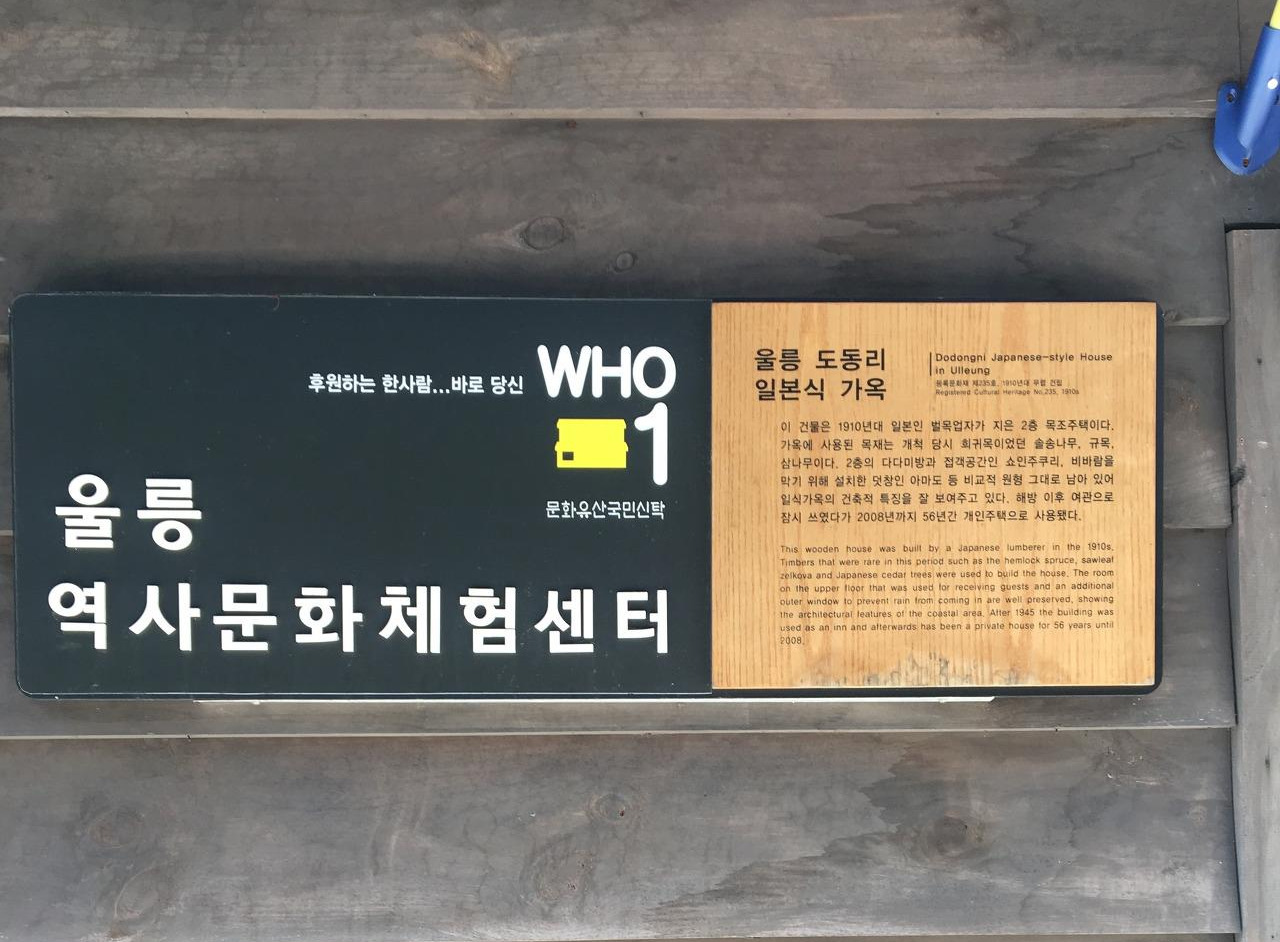 후원하는 한사람...바로 당신
WHO
1
문화유산국민신탁
울릉
역사문화체험센터
울릉 도동리
일본식 가옥
Dodongni Japanese-style House
in Ulleung
등록문화재 제235호, 1910년대 무렵 건립
Registered Cultural Heritage No.235, 1910s
이 건물은 1910년대 일본인 벌목업자가 지은 2층 목조주택이다.
가옥에 사용된 목재는 개척 당시 희귀목이었던 솔송나무, 규목,
삼나무이다. 2층의 다다미방과 접객공간인 쇼인주쿠리, 비바람을
막기 위해 설치한 덧창인 아마도 등 비교적 원형 그대로 남아 있어
일식가옥의 건축적 특징을 잘 보여주고 있다. 해방 이후 여관으로
잠시 쓰였다가 2008년까지 56년간 개인주택으로 사용됐다.
This wooden house was built by a Japanese lumberer in the 1910s.
Timbers that were rare in this period such as the hemlock spruce, sawleaf
zelkova and Japanese cedar trees were used to build the house. The room
on the upper floor that was used for receiving guests and an additional
outer window to prevent rain from coming in are well preserved, showing
the architectural features of the coastal area. After 1945 the building was
used as an inn and afterwards has been a private house for 56 years until
2008.